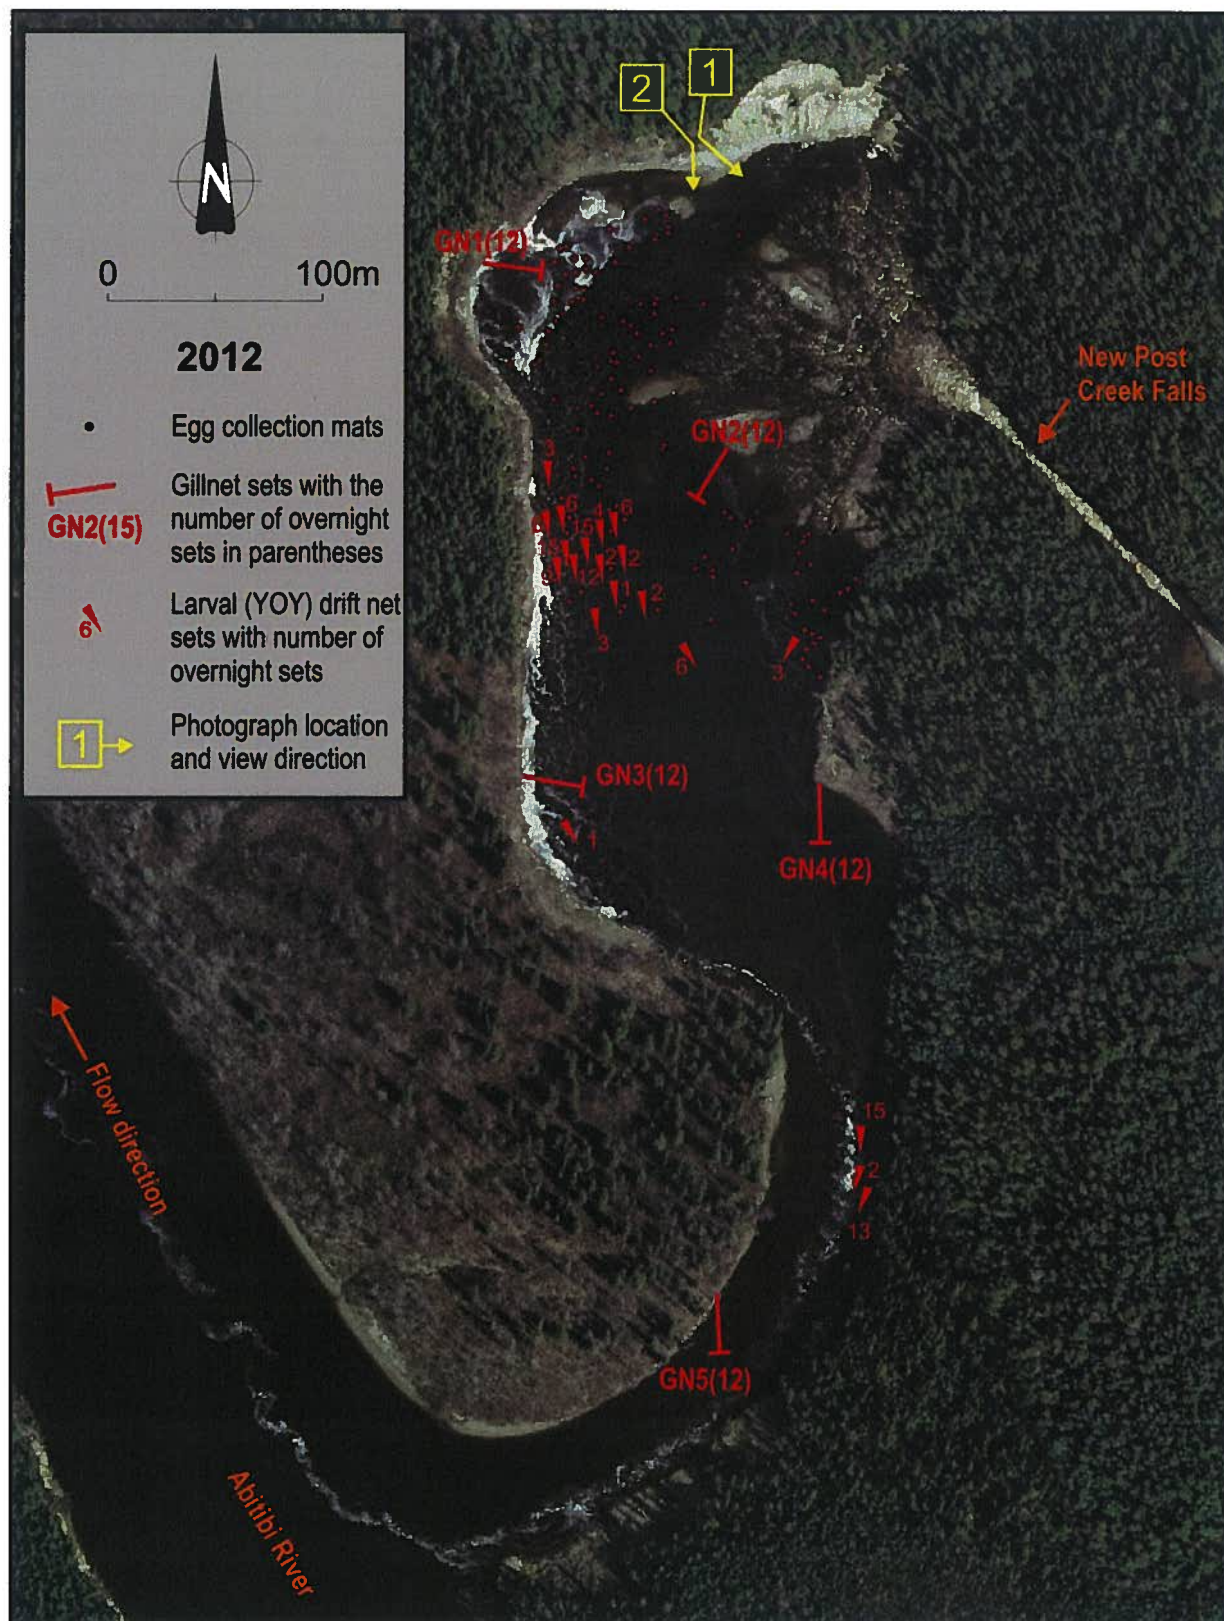 N
0 100m
2012
Egg collection mats
Gillnet sets with the
number of overnight
sets in parentheses
GN2(15)
Larval (YOY) drift net
sets with number of
overnight sets
6
Photograph location
and view direction
1
2
1
GN1(12)
New Post
Creek Falls
GN2(12)
3
6
4
6
15
2
2
12
1
2
3
6
3
GN3(12)
1
GN4(12)
15
2
13
GN5(12)
Flow direction
Abitibi River